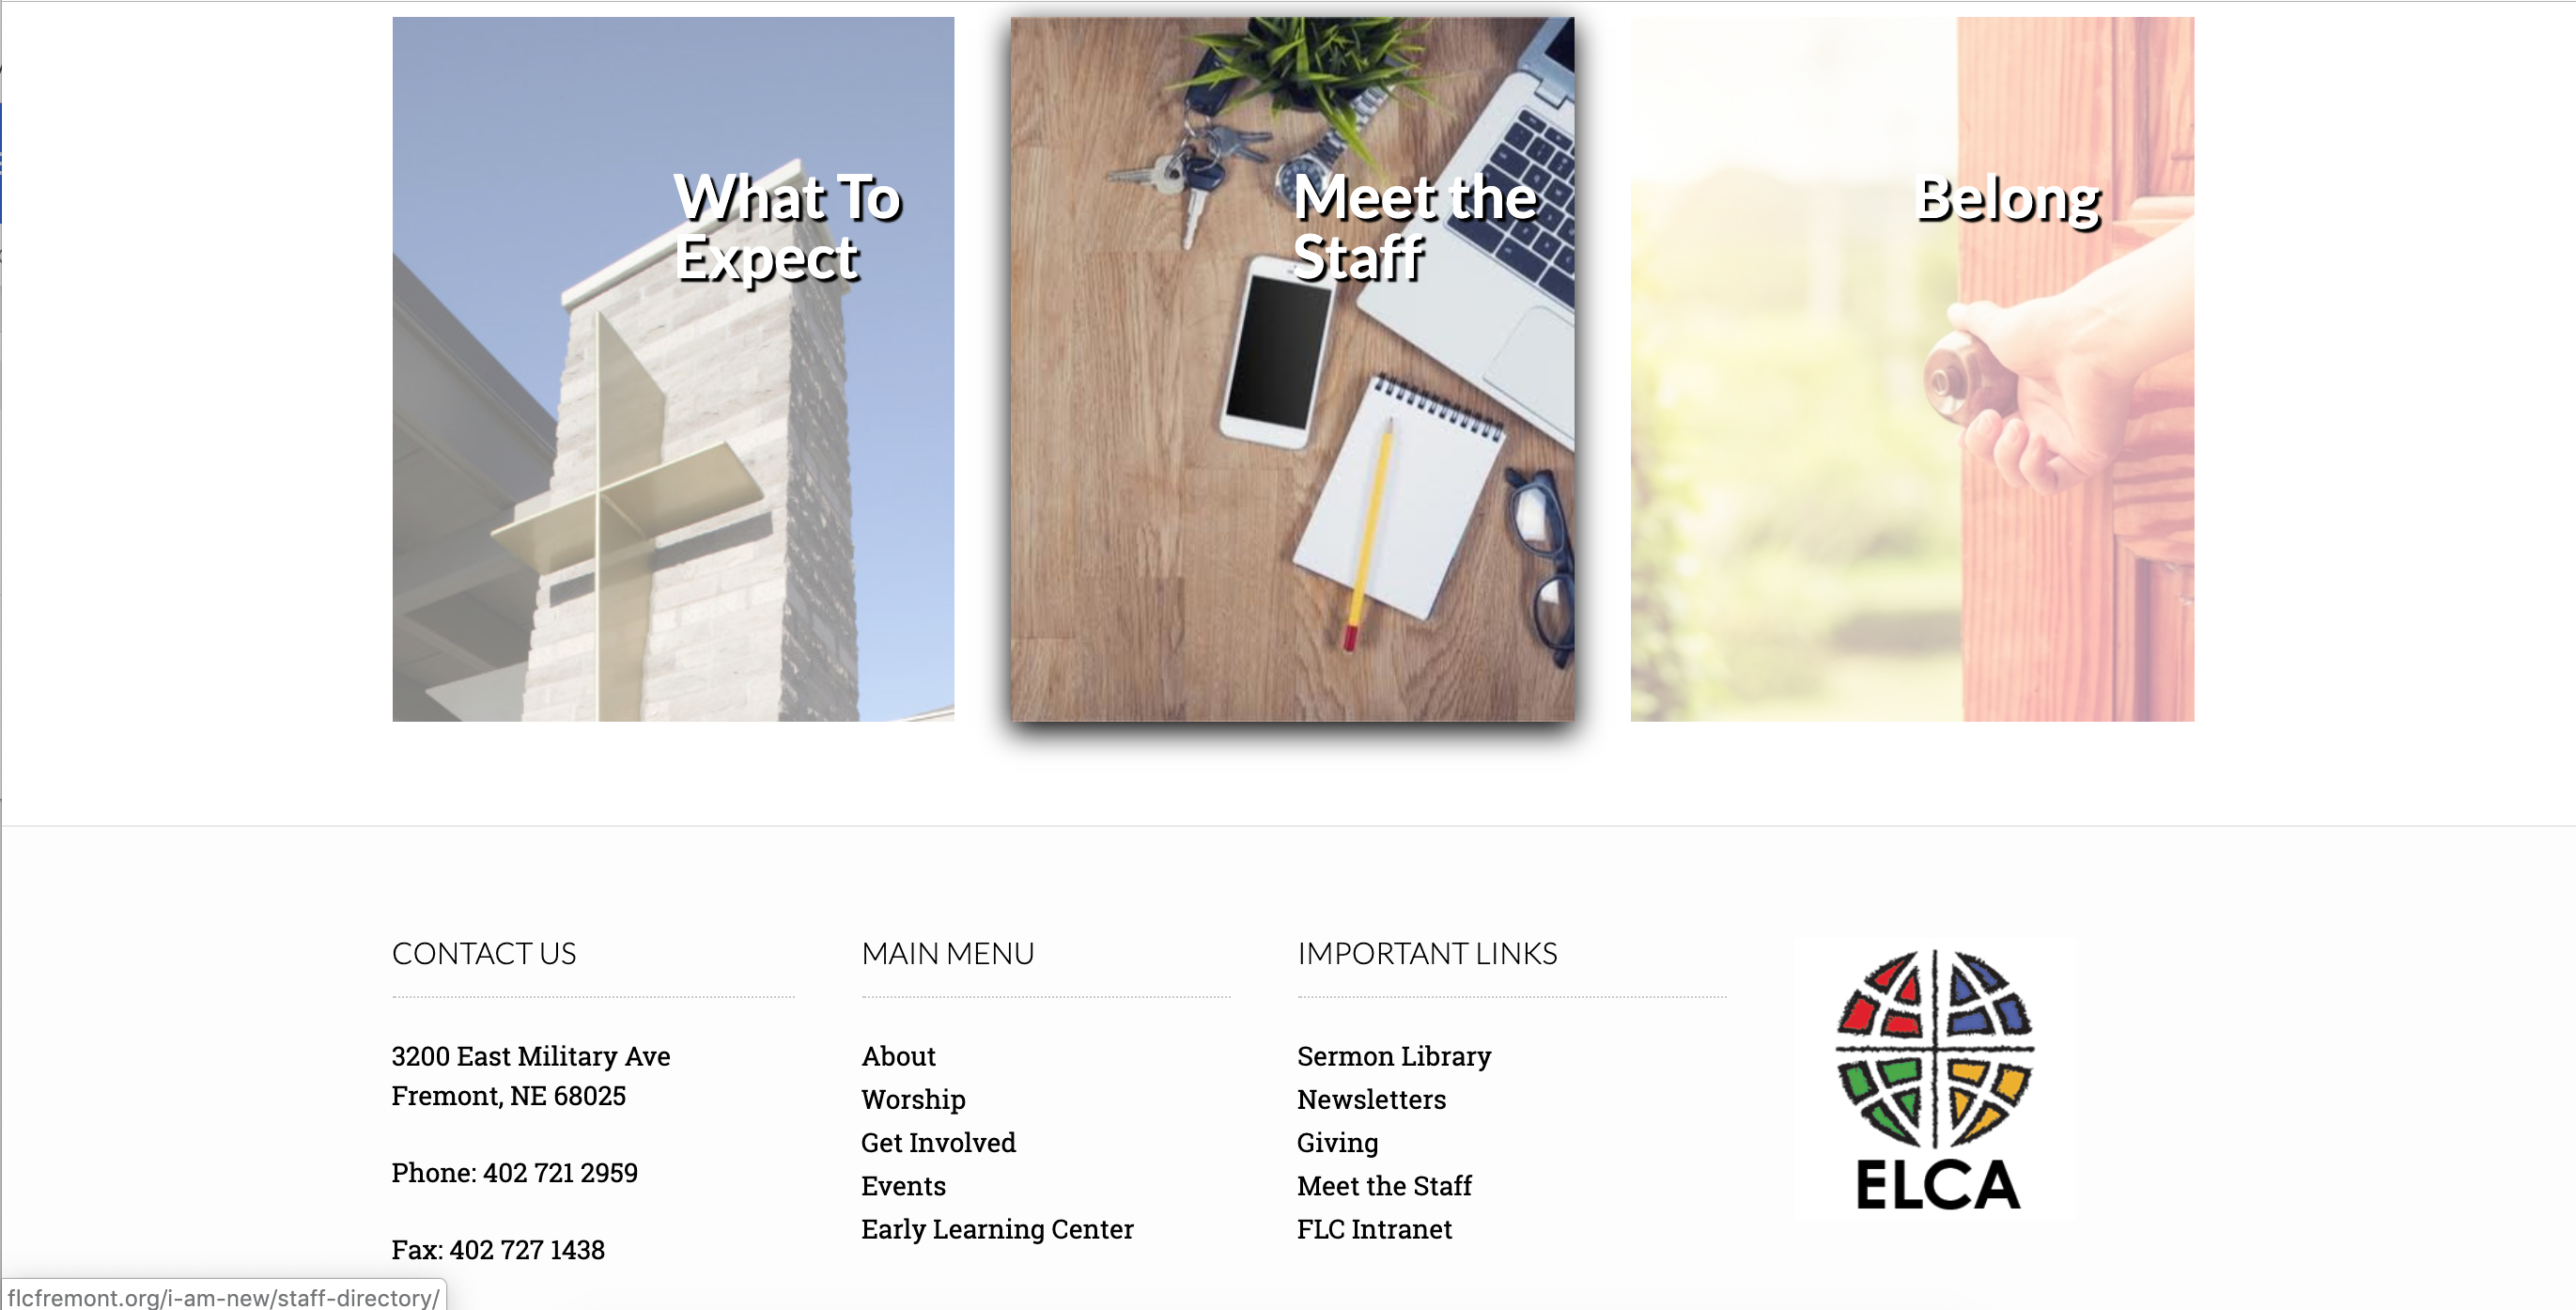 What To
Expect
Meet the
Staff
Belong
CONTACT US
3200 East Military Ave
Fremont, NE 68025
Phone: 402 721 2959
Fax: 402 727 1438
MAIN MENU
About
Worship
Get Involved
Events
Early Learning Center
IMPORTANT LINKS
Sermon Library
Newsletters
Giving
Meet the Staff
FLC Intranet
ELCA
flcfremont.org/i-am-new/staff-directory/